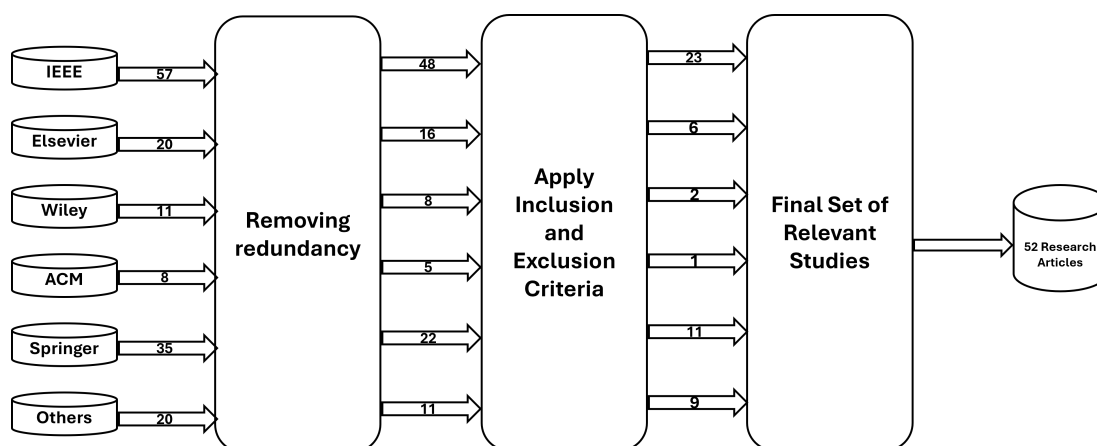 IEEE
57
Elsevier
20
Wiley
11
ACM
8
Springer
35
Others
20
Removing
redundancy
48
16
8
5
22
11
Apply
Inclusion
and
Exclusion
Criteria
23
6
2
1
11
9
Final Set of
Relevant
Studies
52 Research
Articles